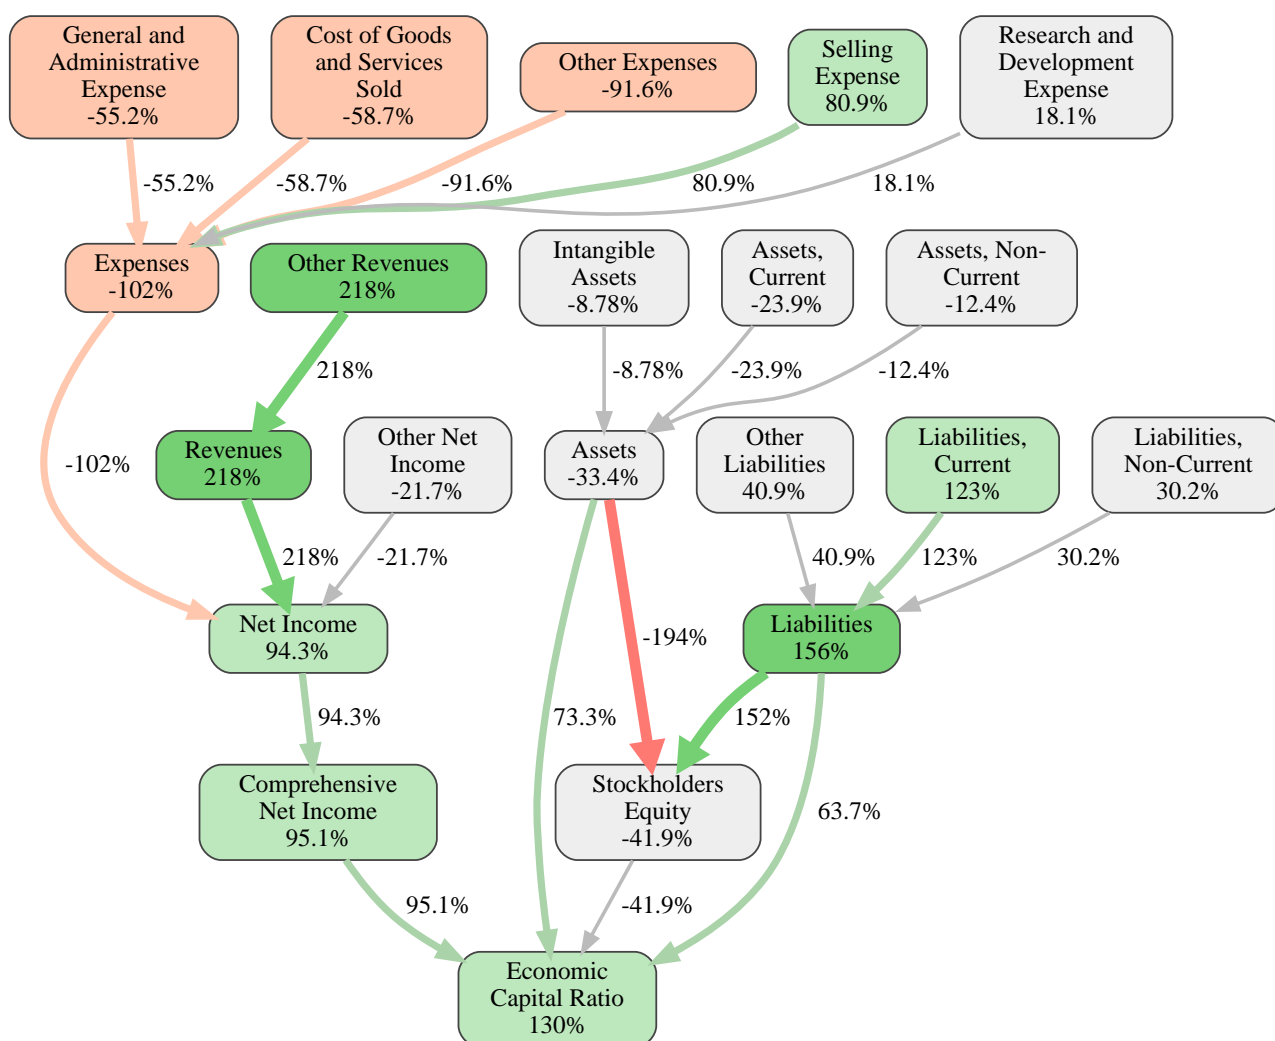 General and
Administrative
Expense
-55.2%
Cost of Goods
and Services
Sold
-58.7%
Other Expenses
-91.6%
Selling
Expense
80.9%
Research and
Development
Expense
18.1%
-55.2%
-58.7%
-91.6%
80.9%
18.1%
Expenses
-102%
Other Revenues
218%
Intangible
Assets
-8.78%
Assets,
Current
-23.9%
Assets, Non-
Current
-12.4%
218%
-8.78%
-23.9%
-12.4%
-102%
Revenues
218%
Other Net
Income
-21.7%
Assets
-33.4%
Other
Liabilities
40.9%
Liabilities,
Current
123%
Liabilities,
Non-Current
30.2%
218%
-21.7%
40.9%
123%
30.2%
Net Income
94.3%
-194%
Liabilities
156%
94.3%
73.3%
152%
Comprehensive
Net Income
95.1%
Stockholders
Equity
-41.9%
63.7%
95.1%
-41.9%
Economic
Capital Ratio
130%